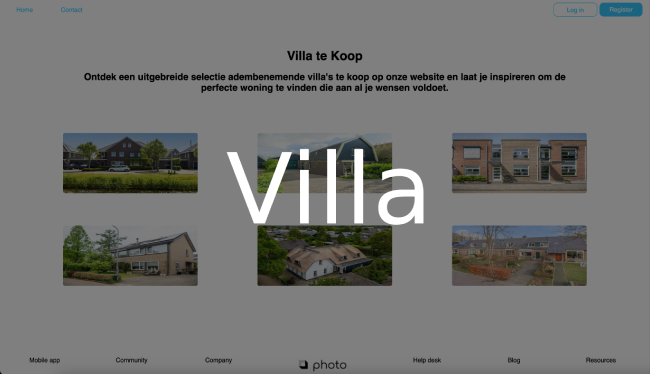 Home
Contact
Log in
Register
Villa te Koop
Ontdek een uitgebreide selectie adembenemende villa's te koop op onze website en laat je inspireren om de
perfecte woning te vinden die aan al je wensen voldoet.
Villa
Mobile app
Community
Company
photo
Help desk
Blog
Resources